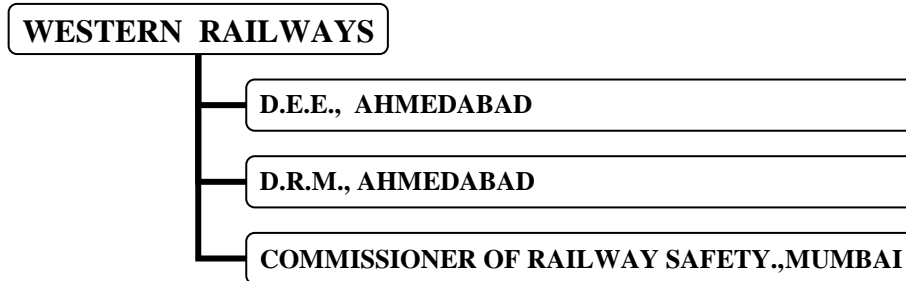 WESTERN RAILWAYS
D.E.E., AHMEDABAD
D.R.M., AHMEDABAD
COMMISSIONER OF RAILWAY SAFETY.,MUMBAI